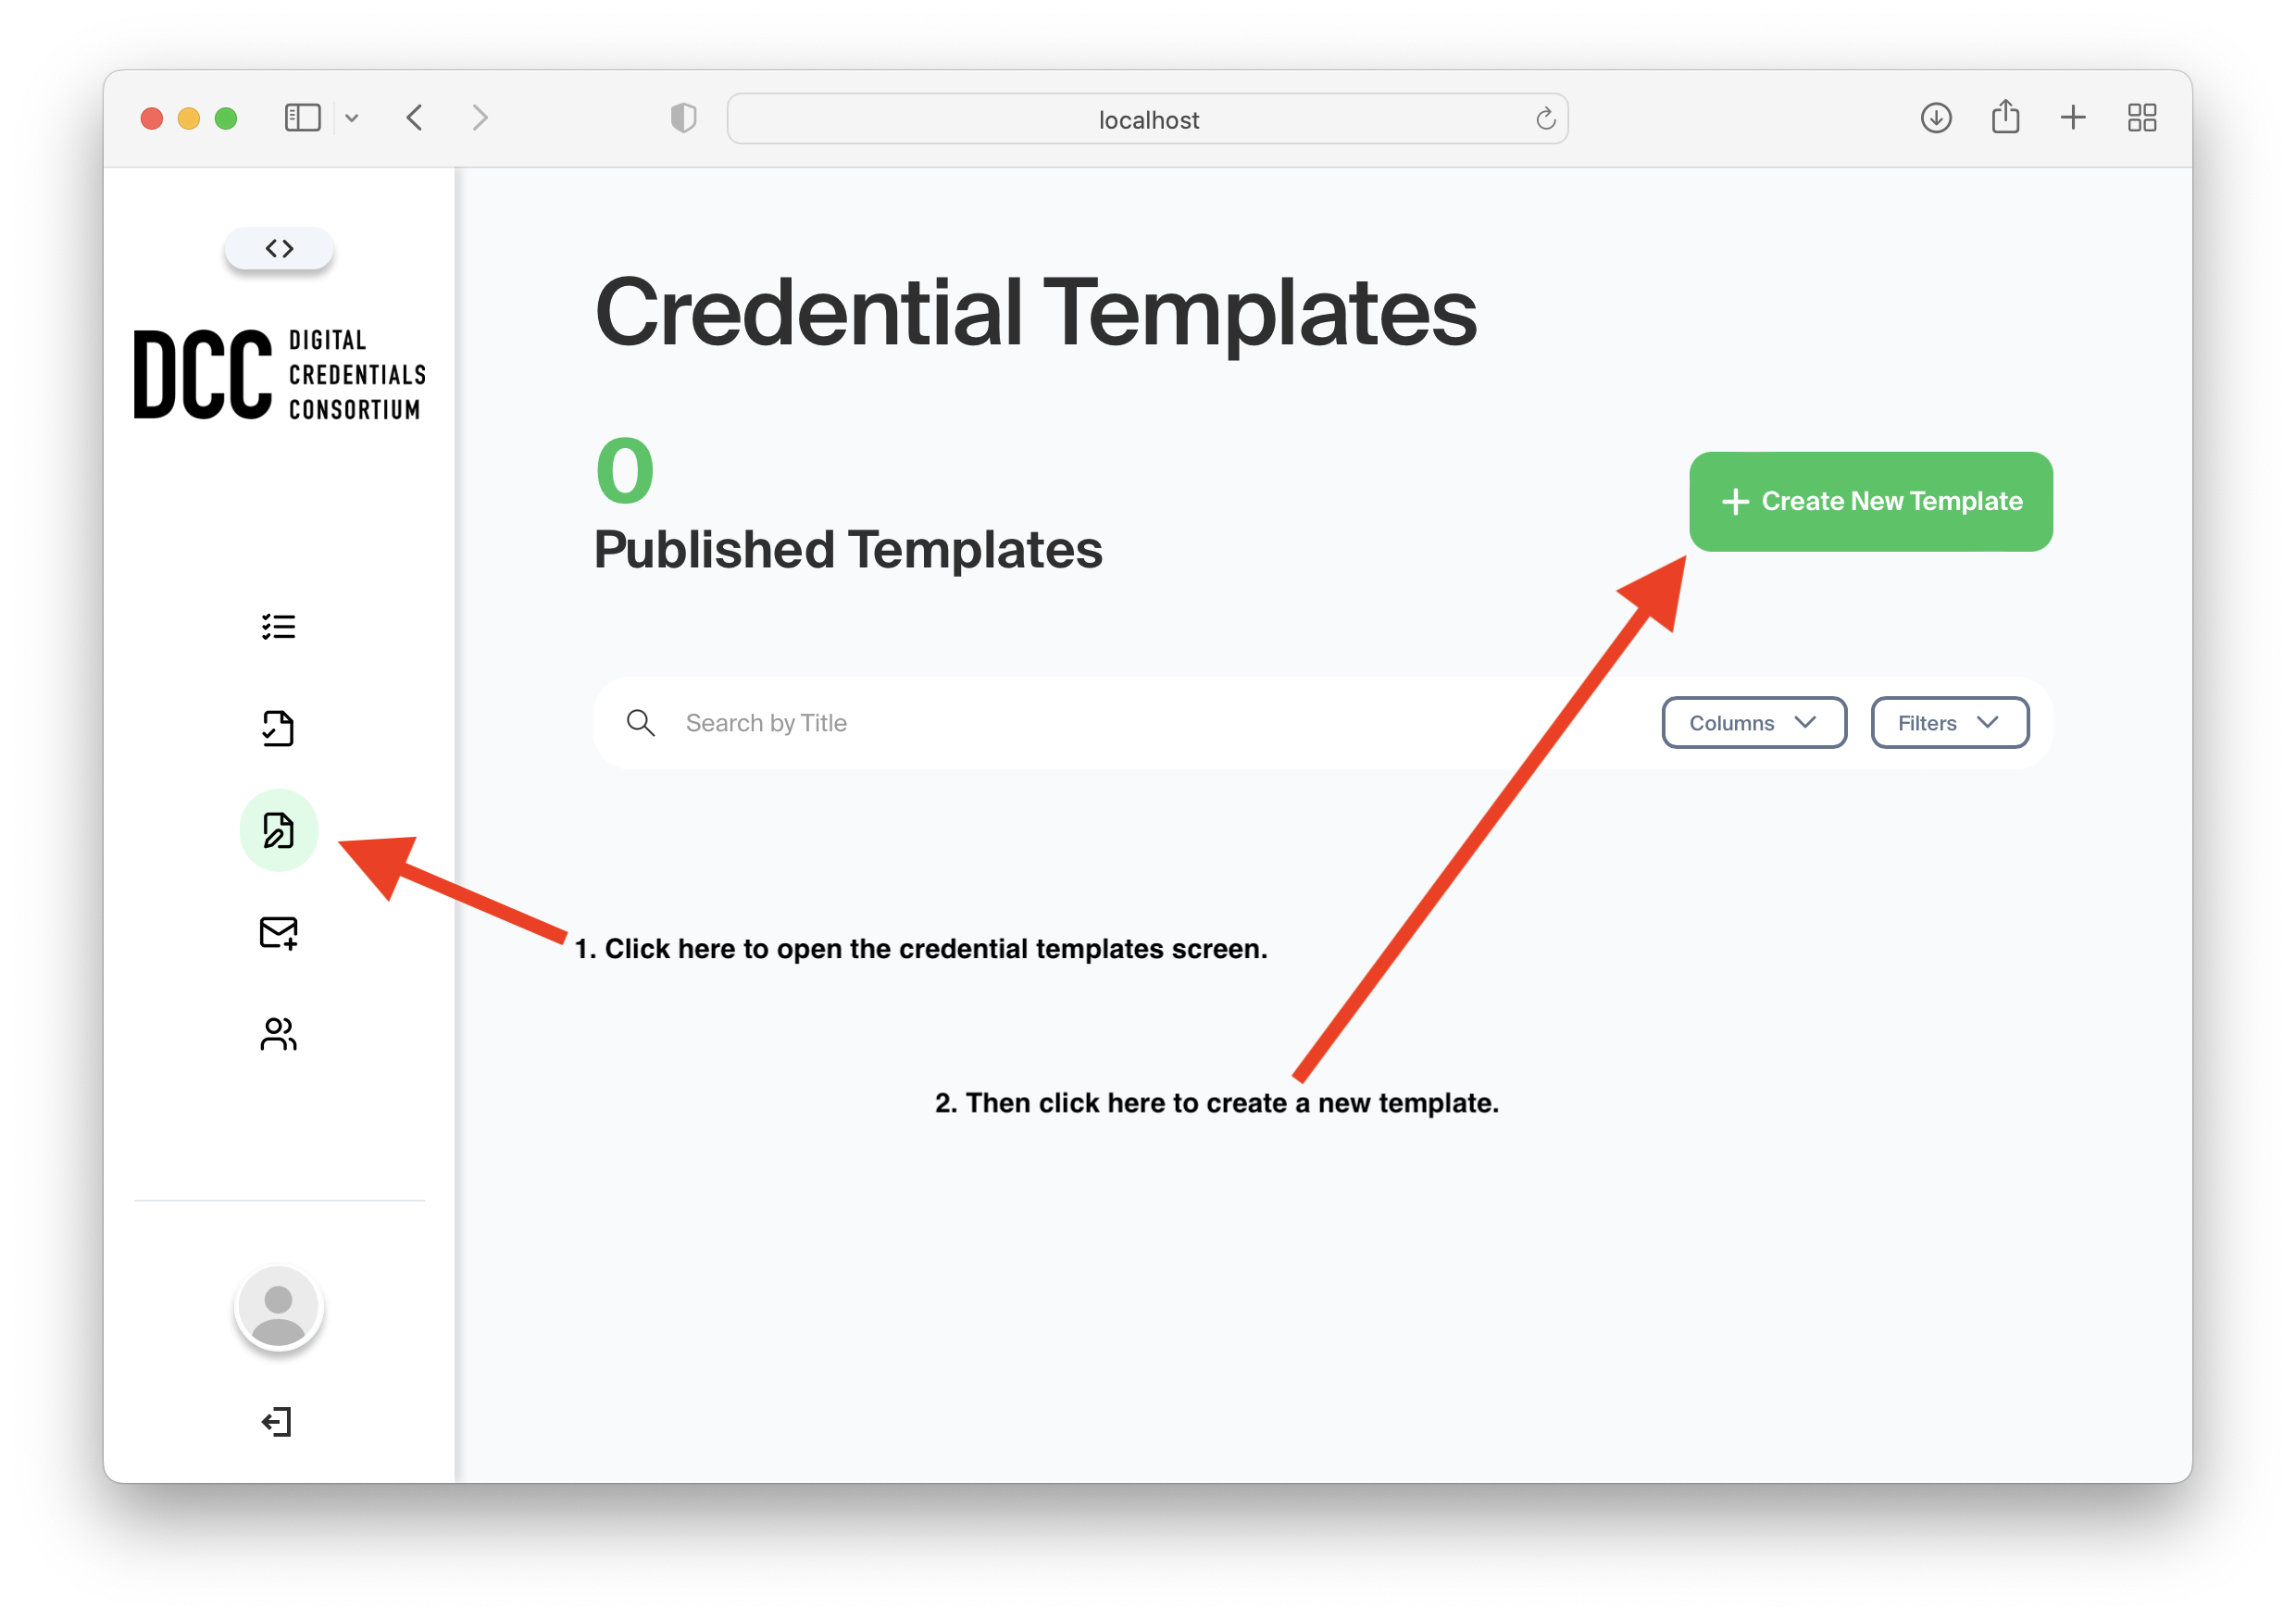 localhost
DCC
DIGITAL
CREDENTIALS
CONSORTIUM
Credential Templates
0
Published Templates
Create New Template
Search by Title
Columns
Filters
1. Click here to open the credential templates screen.
2. Then click here to create a new template.